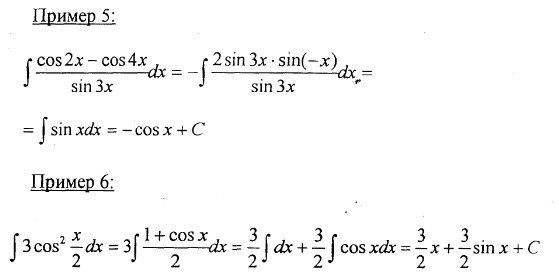 Пример 5:
∫ (cos 2x − cos 4x)/(sin 3x) dx = −∫ (2 sin 3x · sin(−x))/(sin 3x) dx =
= ∫ sin xdx = − cos x + C
Пример 6:
∫ 3 cos² (x/2) dx = 3∫ (1 + cos x)/2 dx = 3/2 ∫ dx + 3/2 ∫ cos xdx = 3/2 x + 3/2 sin x + C